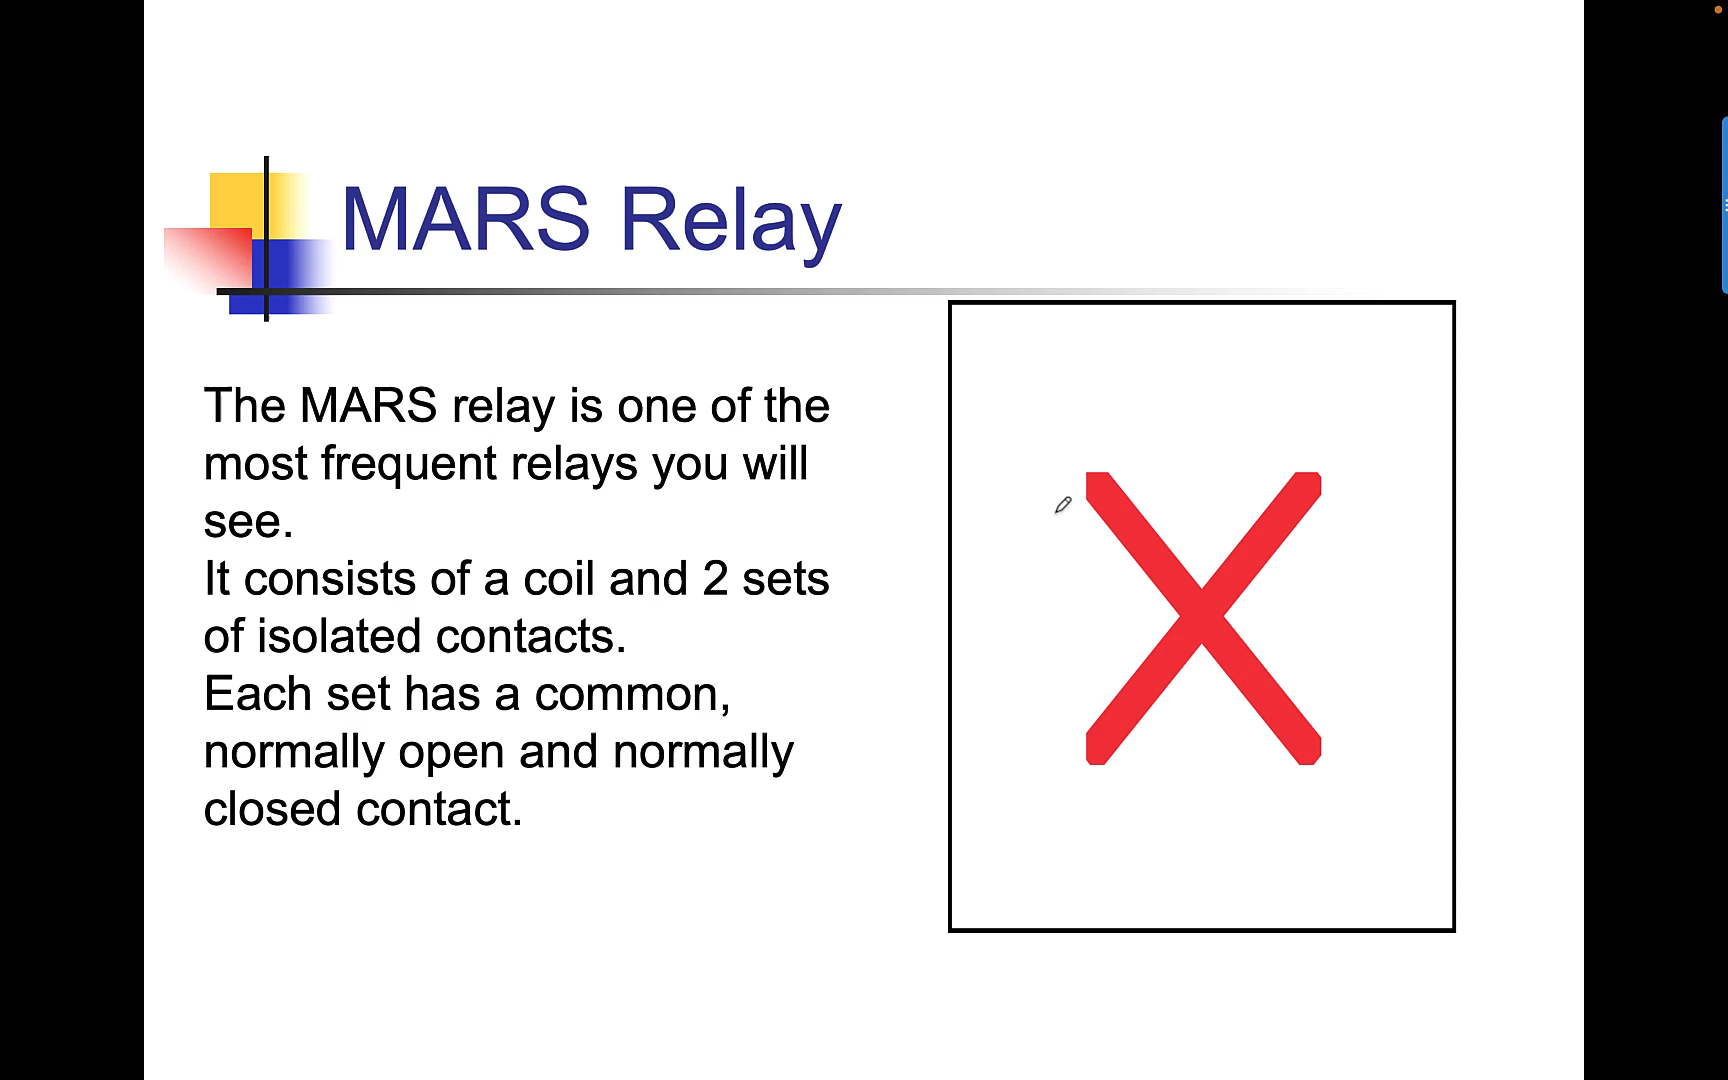 MARS Relay
The MARS relay is one of the
most frequent relays you will
see.
It consists of a coil and 2 sets
of isolated contacts.
Each set has a common,
normally open and normally
closed contact.